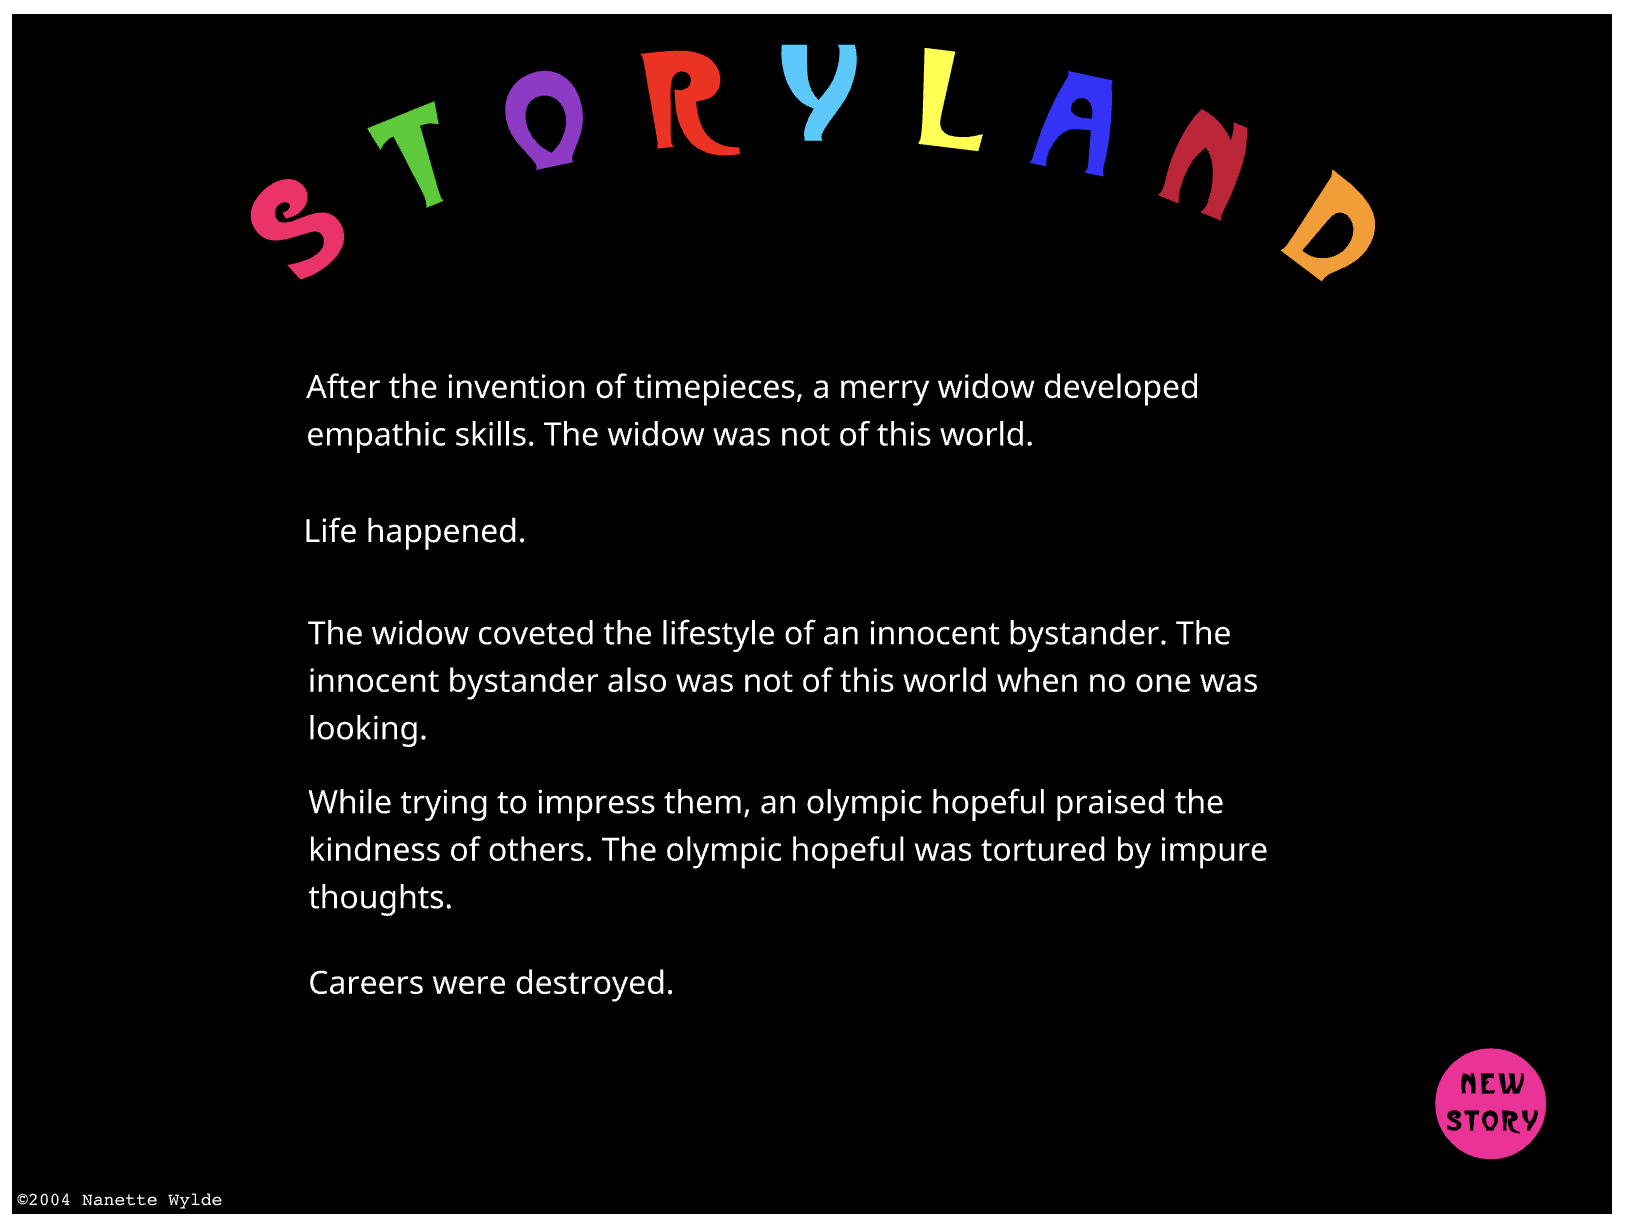 STORYLAND
After the invention of timepieces, a merry widow developed
empathic skills. The widow was not of this world.
Life happened.
The widow coveted the lifestyle of an innocent bystander. The
innocent bystander also was not of this world when no one was
looking.
While trying to impress them, an olympic hopeful praised the
kindness of others. The olympic hopeful was tortured by impure
thoughts.
Careers were destroyed.
NEW
STORY
©2004 Nanette Wylde